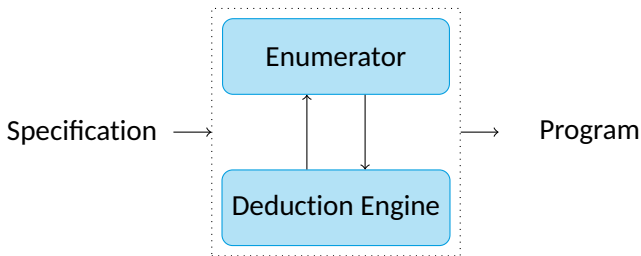 Enumerator
Specification
Program
Deduction Engine